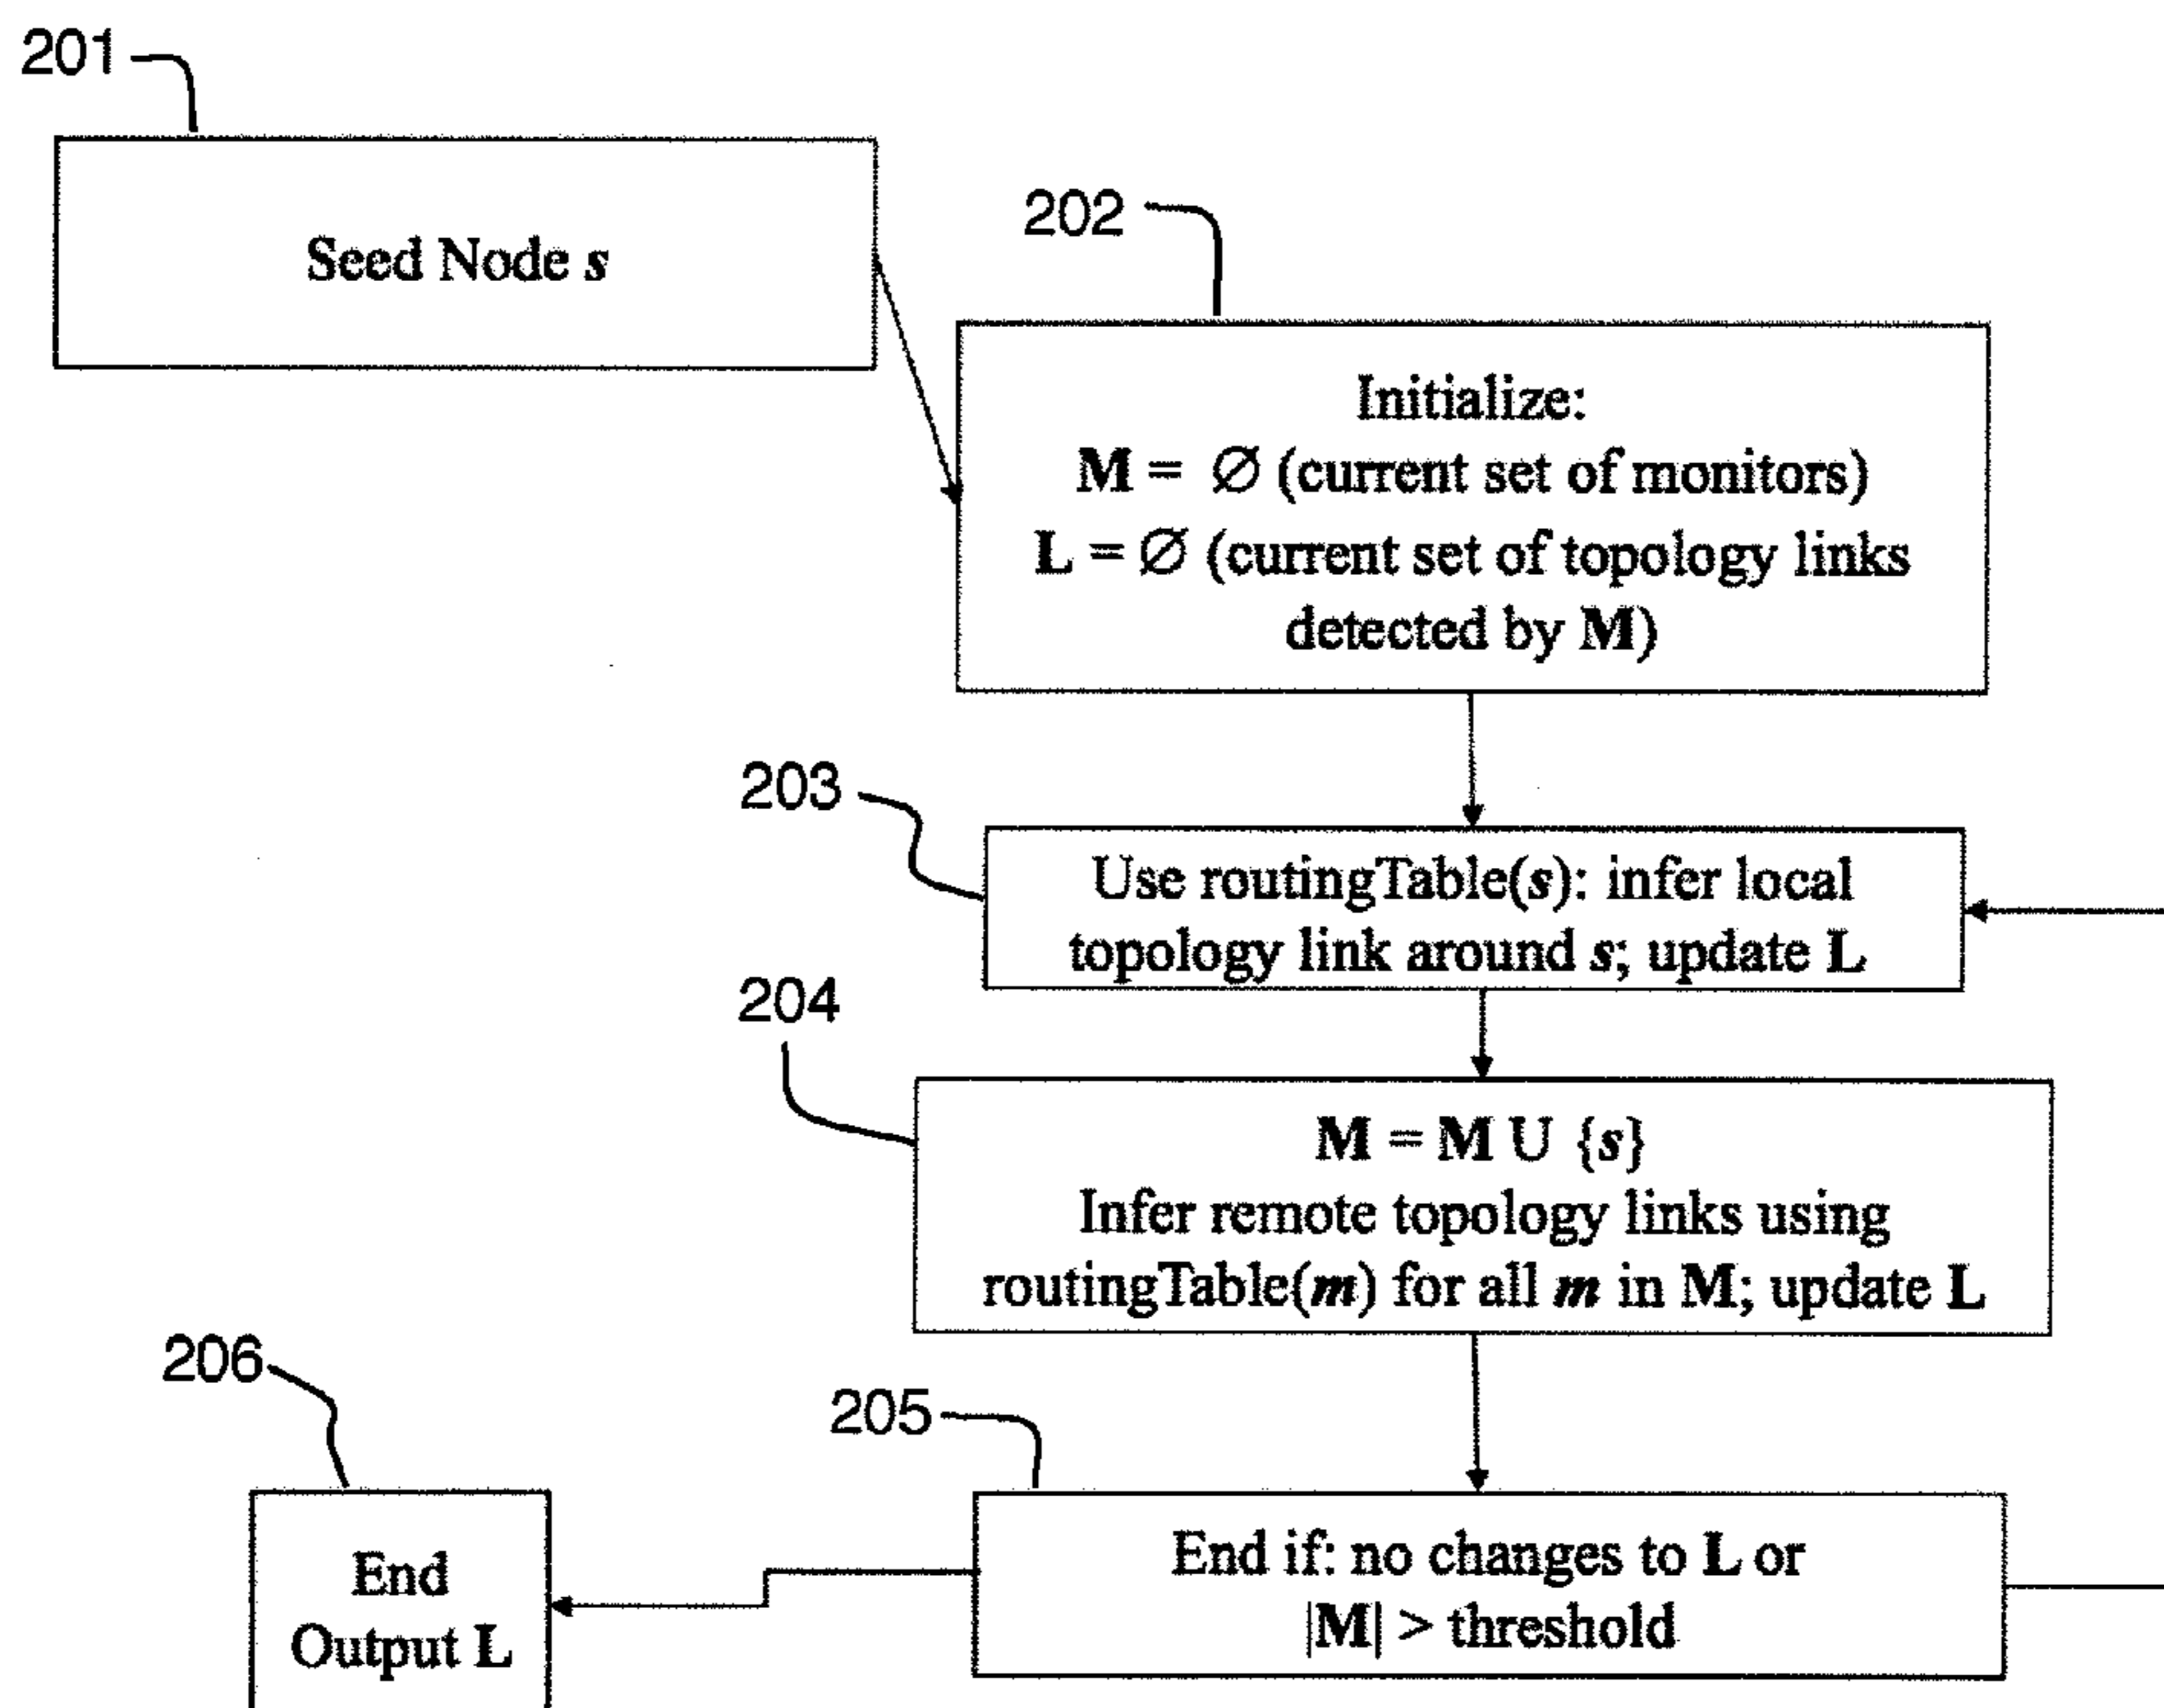 201
Seed Node s
202
Initialize:
M = ∅ (current set of monitors)
L = ∅ (current set of topology links
detected by M)
203
Use routingTable(s): infer local
topology link around s; update L
204
M = M U {s}
Infer remote topology links using
routingTable(m) for all m in M; update L
205
End if: no changes to L or
|M| > threshold
206
End
Output L